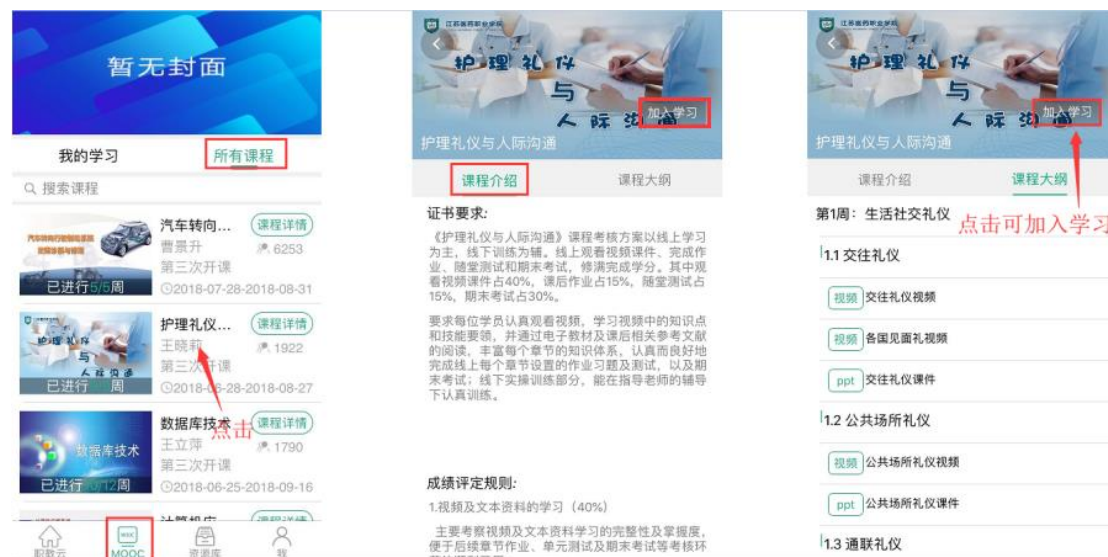 暂无封面
我的学习
所有课程
搜索课程
汽车转向...
课程详情
曹景升
6253
第三次开课
已进行5/5周
2018-07-28-2018-08-31
护理礼仪...
课程详情
王晓莉
1922
第三次开课
2018-06-28-2018-08-27
点击
数据库技术
课程详情
王立萍
1790
第三次开课
2018-06-25-2018-09-16
数据库技术
职教云
MOOC
资源库
我
江苏医药职业学院
护理礼仪
与
人际沟通
加入学习
护理礼仪与人际沟通
课程介绍
课程大纲
证书要求:
《护理礼仪与人际沟通》课程考核方案以线上学习
为主,线下训练为辅。线上观看视频课件、完成作
业、随堂测试和期末考试,修满完成学分。其中观
看视频课件占40%,课后作业占15%,随堂测试占
15%,期末考试占30%。
要求每位学员认真观看视频,学习视频中的知识点
和技能要领,并通过电子教材及课后相关参考文献
的阅读,丰富每个章节的知识体系,认真而良好地
完成线上每个章节设置的作业习题及测试,以及期
末考试;线下实操训练部分,能在指导老师的辅导
下认真训练。
成绩评定规则:
1.视频及文本资料的学习(40%)
主要考察视频及文本资料学习的完整性及掌握度,
便于后续章节作业、单元测试及期末考试等考核环
江苏医药职业学院
护理礼仪
与
人际沟通
加入学习
护理礼仪与人际沟通
课程介绍
课程大纲
第1周:生活社交礼仪
点击可加入学习
1.1 交往礼仪
视频 交往礼仪视频
视频 各国见面礼视频
ppt 交往礼仪课件
1.2 公共场所礼仪
视频 公共场所礼仪视频
ppt 公共场所礼仪课件
1.3 通联礼仪